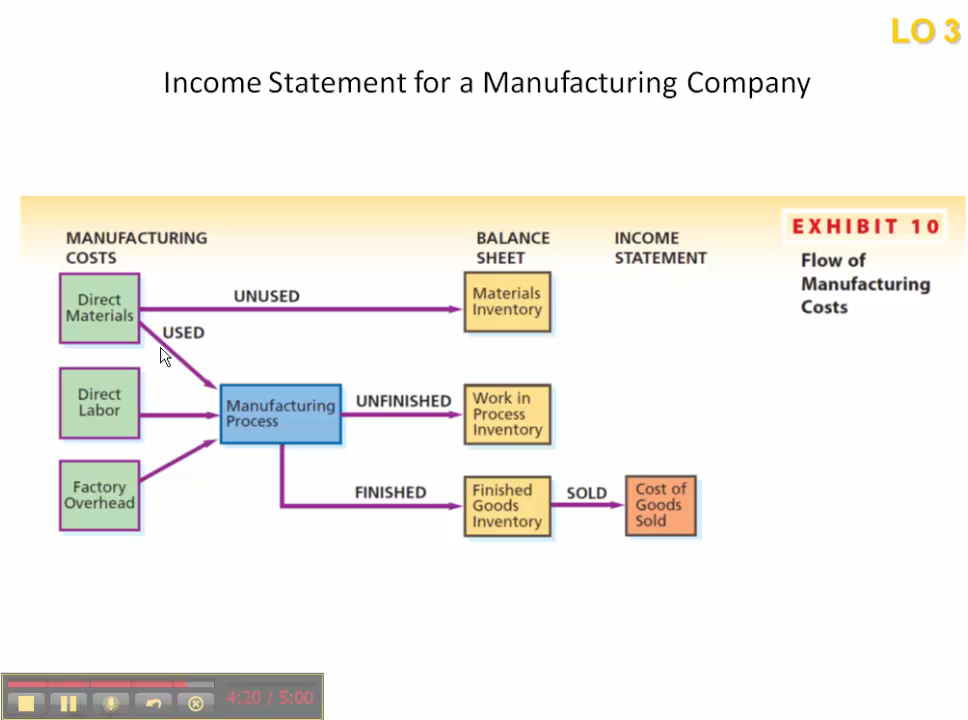 LO 3
Income Statement for a Manufacturing Company
EXHIBIT 10
Flow of
Manufacturing
Costs
MANUFACTURING
COSTS
BALANCE
SHEET
INCOME
STATEMENT
Direct
Materials
UNUSED
Materials
Inventory
USED
Direct
Labor
Manufacturing
Process
UNFINISHED
Work in
Process
Inventory
Factory
Overhead
FINISHED
Finished
Goods
Inventory
SOLD
Cost of
Goods
Sold
4:20 / 5:00